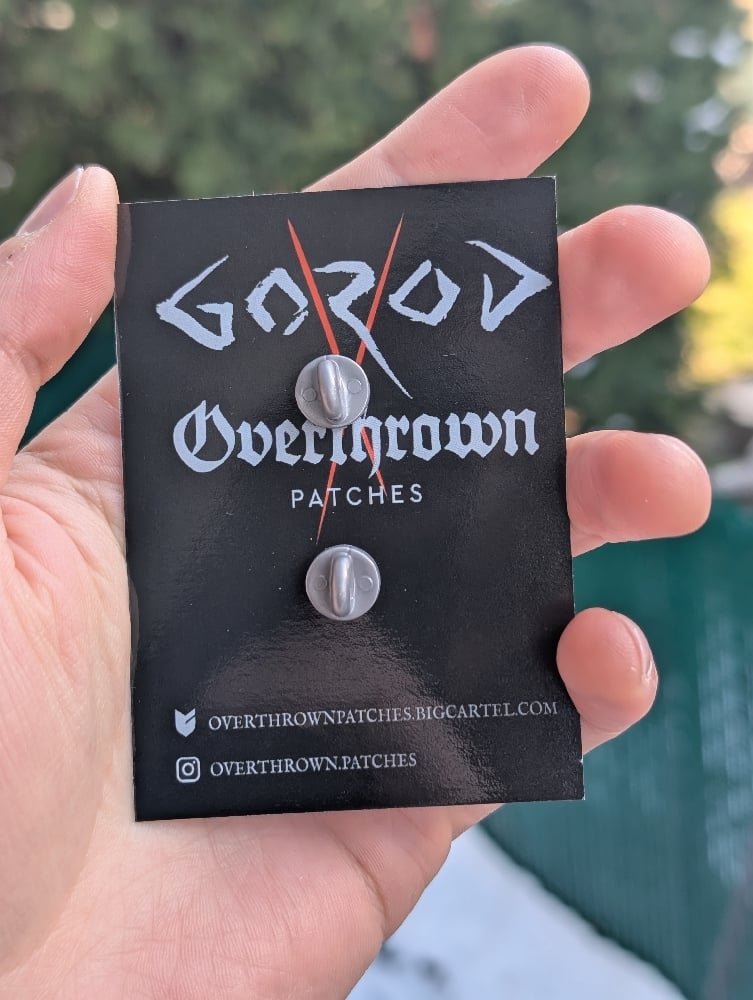 GOROD
Overthrown
PATCHES
OVERTHROWNPATCHES.BIGCARTEL.COM
OVERTHROWN.PATCHES